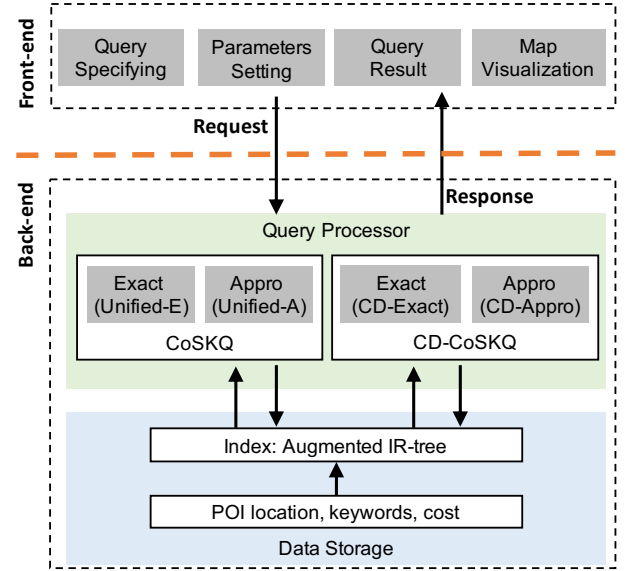 Front-end
Query
Specifying
Parameters
Setting
Query
Result
Map
Visualization
Request
Back-end
Response
Query Processor
Exact
(Unified-E)
Appro
(Unified-A)
CoSKQ
Exact
(CD-Exact)
Appro
(CD-Appro)
CD-CoSKQ
Index: Augmented IR-tree
POI location, keywords, cost
Data Storage